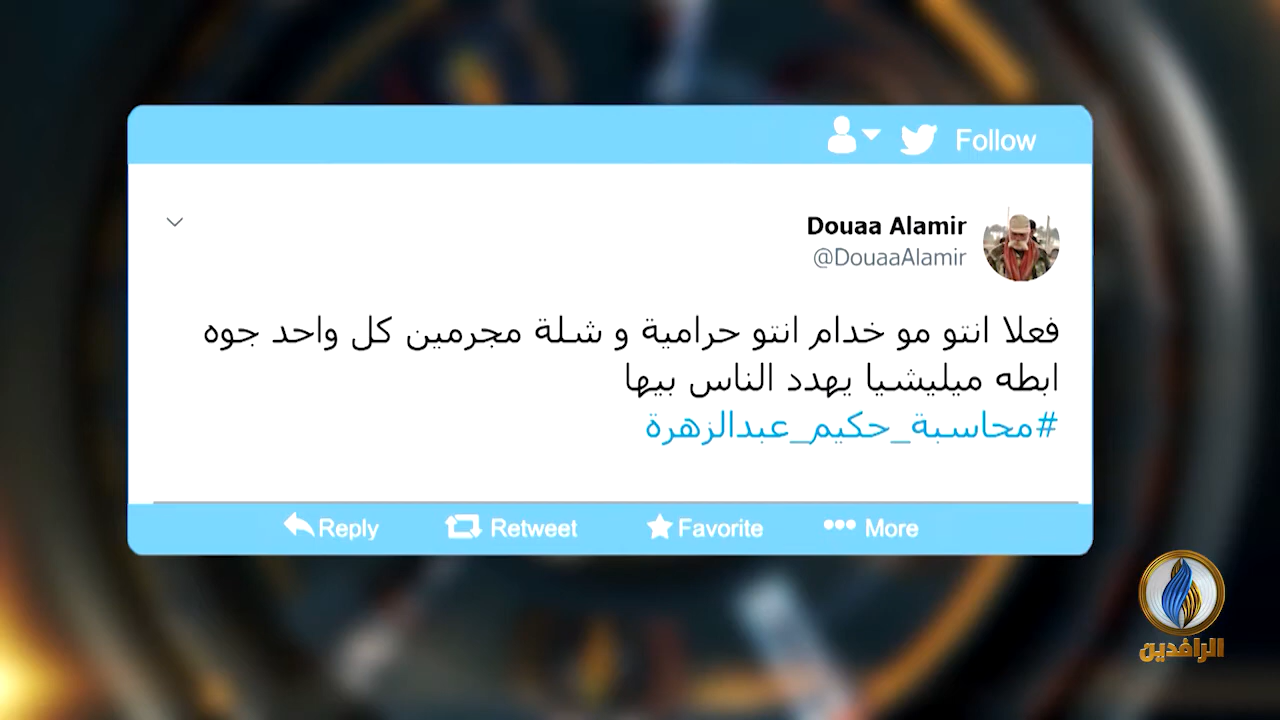 Follow
Douaa Alamir
@DouaaAlamir
فعلا انتو مو خدام انتو حرامية و شلة مجرمين كل واحد جوه
ابطه ميليشيا يهدد الناس بيها
#محاسبة_حكيم_عبدالزهرة
Reply Retweet Favorite More
الرافدين